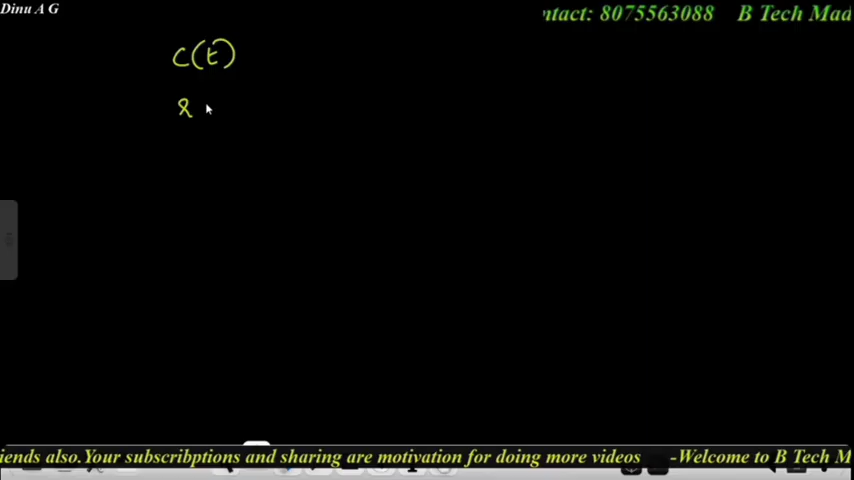 Dinu A G
ntact: 8075563088 B Tech Mad
C(t)
iends also.Your subscribptions and sharing are motivation for doing more videos -Welcome to B Tech M